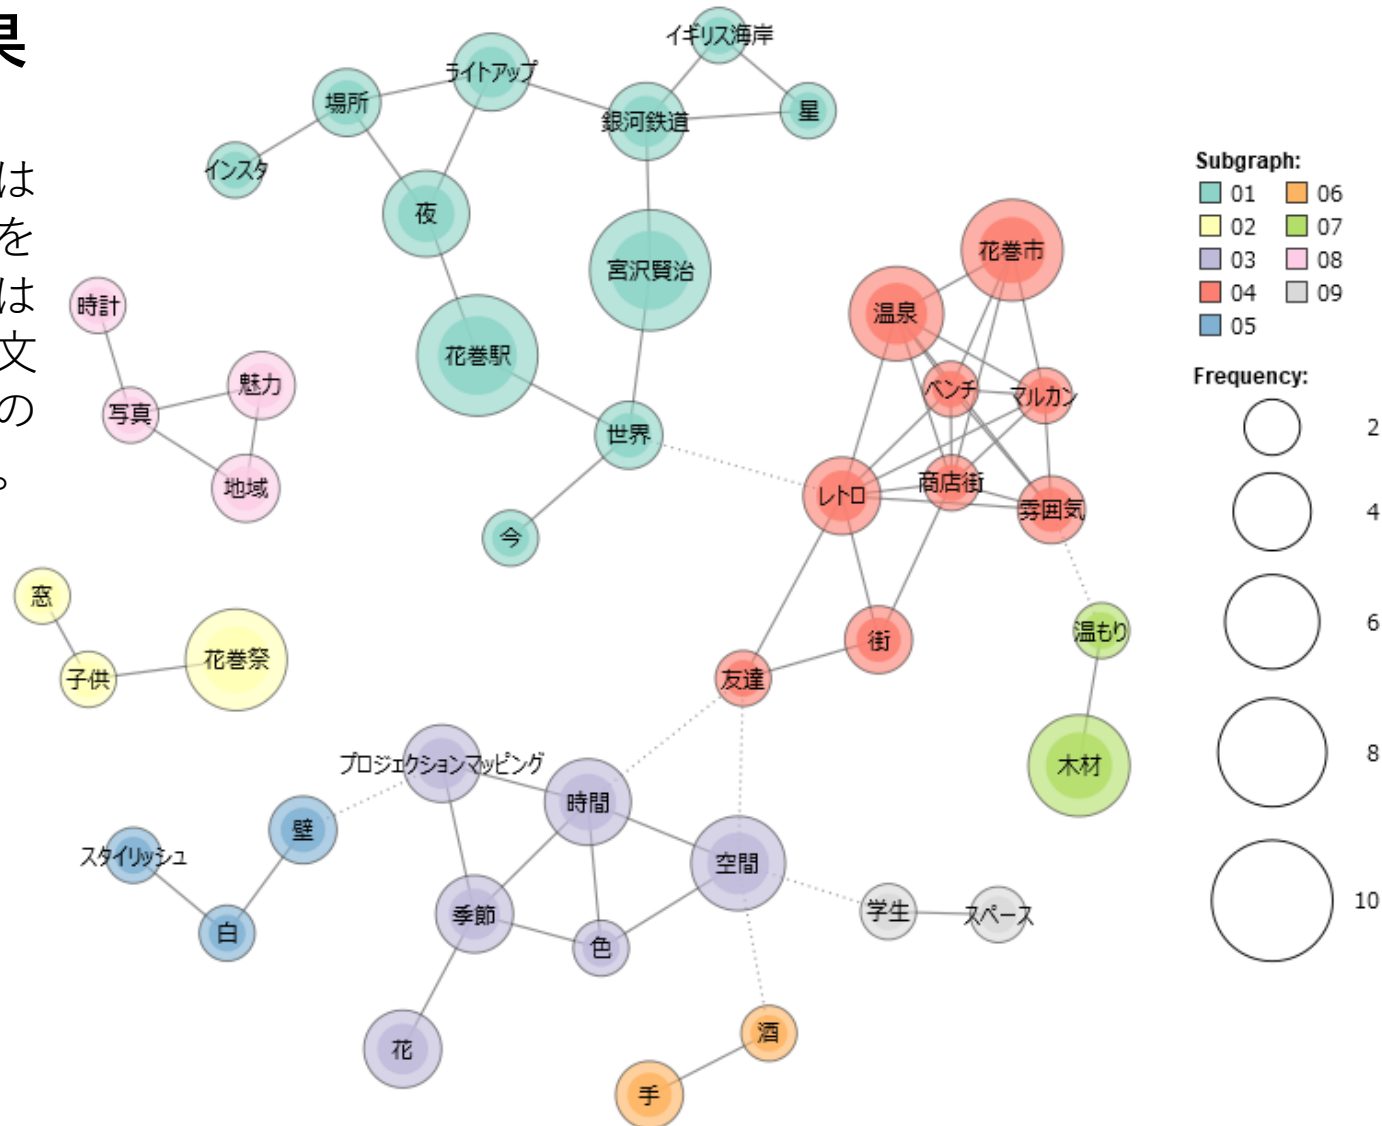 果
は
を
は
文
の
。
イギリス海岸
ライトアップ
場所
銀河鉄道
星
インスタ
夜
宮沢賢治
花巻市
時計
温泉
花巻駅
魅力
ベンチ
マルカン
写真
世界
地域
レトロ
商店街
雰囲気
今
窓
温もり
街
花巻祭
子供
友達
プロジェクションマッピング
木材
時間
壁
スタイリッシュ
空間
季節
学生
スペース
白
色
酒
花
手
Subgraph:
01 06
02 07
03 08
04 09
05
Frequency:
2
4
6
8
10